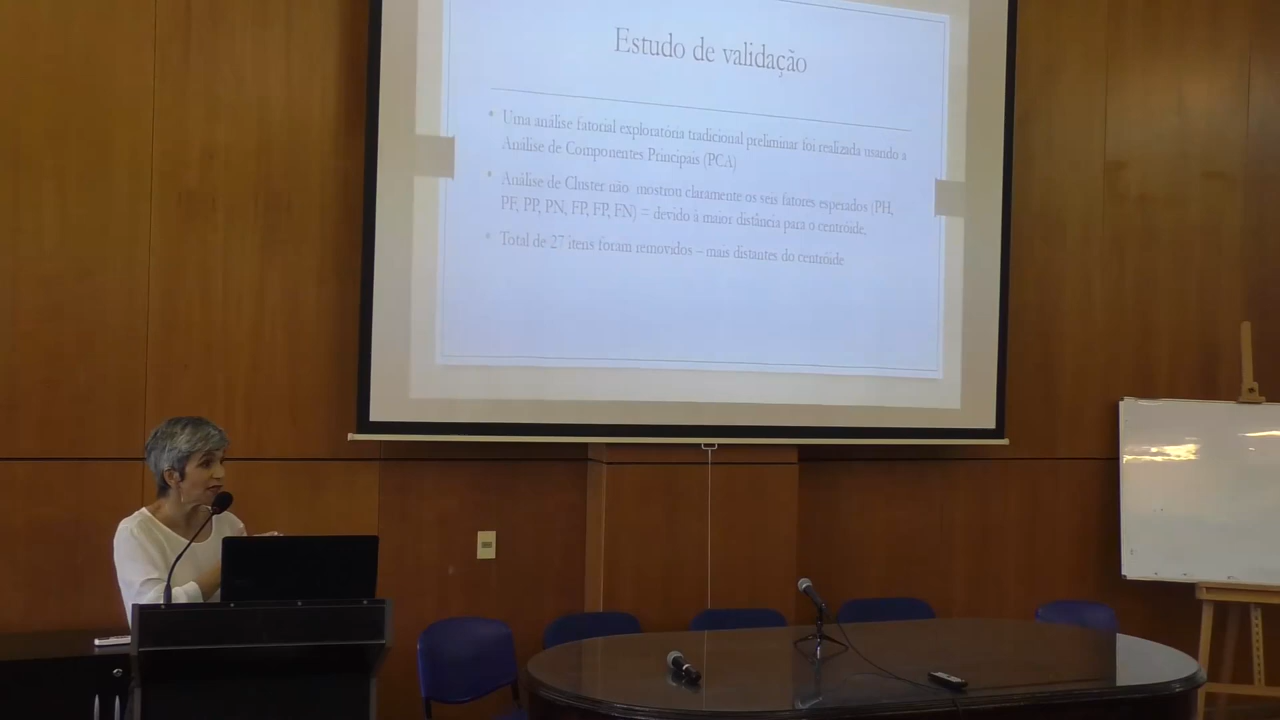 Estudo de validação
• Uma análise fatorial exploratória tradicional preliminar foi realizada usando a
Análise de Componentes Principais (PCA)
• Análise de Cluster não mostrou claramente os seis fatores esperados (PH,
PF, PP, PN, FP, FP, FN) = devido à maior distância para o centróide.
• Total de 27 itens foram removidos – mais distantes do centróide